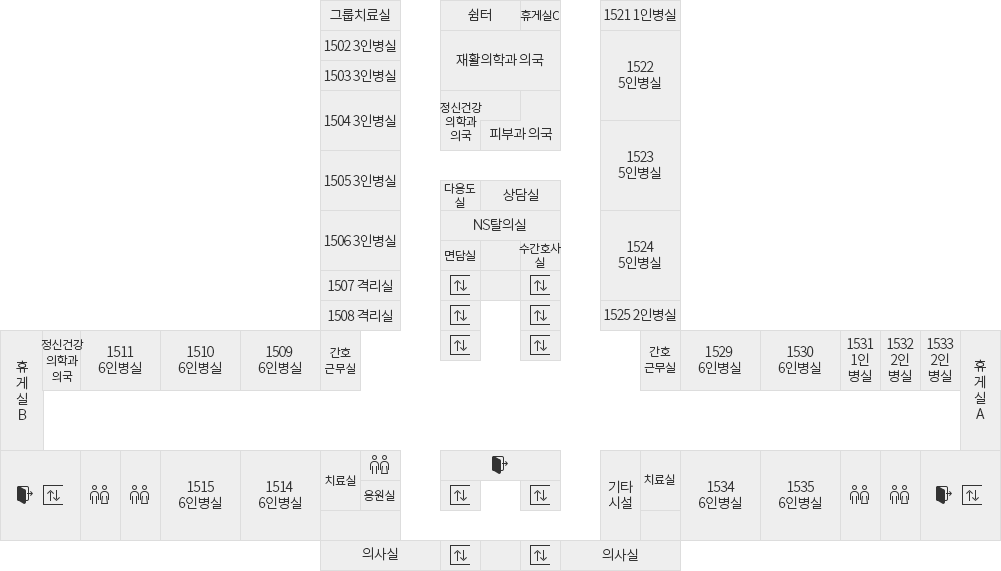 그룹치료실
쉼터
휴게실C
1521 1인병실
1502 3인병실
1503 3인병실
재활의학과 의국
1522
5인병실
1504 3인병실
정신건강
의학과
의국
피부과 의국
1523
5인병실
1505 3인병실
다용도
실
상담실
NS탈의실
1506 3인병실
면담실
수간호사
실
1524
5인병실
1507 격리실
1508 격리실
1525 2인병실
휴
게
실
B
정신건강
의학과
의국
1511
6인병실
1510
6인병실
1509
6인병실
간호
근무실
간호
근무실
1529
6인병실
1530
6인병실
1531
1인
병실
1532
2인
병실
1533
2인
병실
휴
게
실
A
1515
6인병실
1514
6인병실
치료실
응원실
기타
시설
치료실
1534
6인병실
1535
6인병실
의사실
의사실